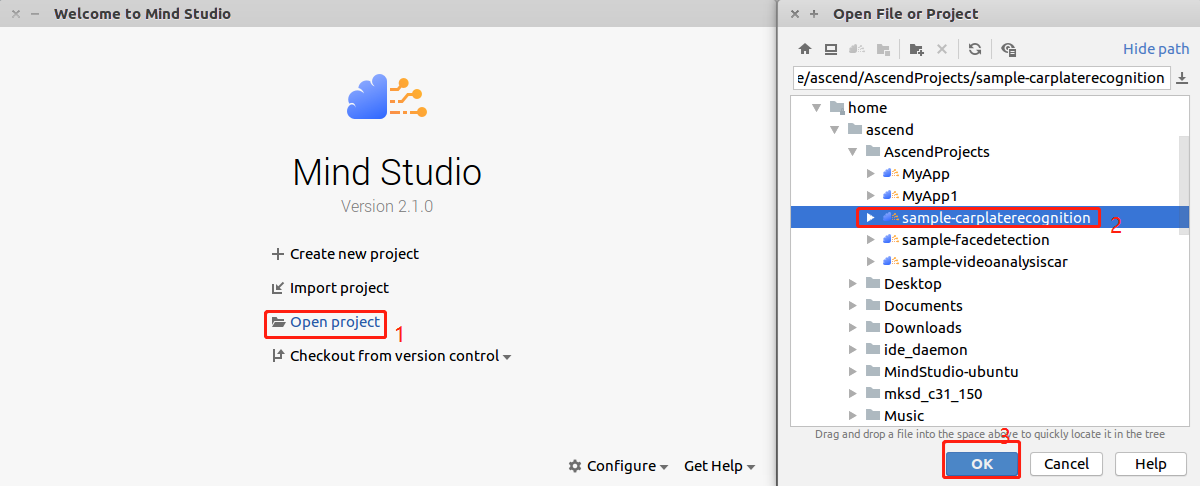 Welcome to Mind Studio
Mind Studio
Version 2.1.0
Create new project
Import project
Open project
1
Checkout from version control
Configure
Get Help
Open File or Project
Hide path
e/ascend/AscendProjects/sample-carplaterecognition
home
ascend
AscendProjects
MyApp
MyApp1
sample-carplaterecognition
2
sample-facedetection
sample-videoanalysiscar
Desktop
Documents
Downloads
ide_daemon
MindStudio-ubuntu
mksd_c31_150
Music
Drag and drop a file into the space above to quickly locate it in the tree
3
OK
Cancel
Help